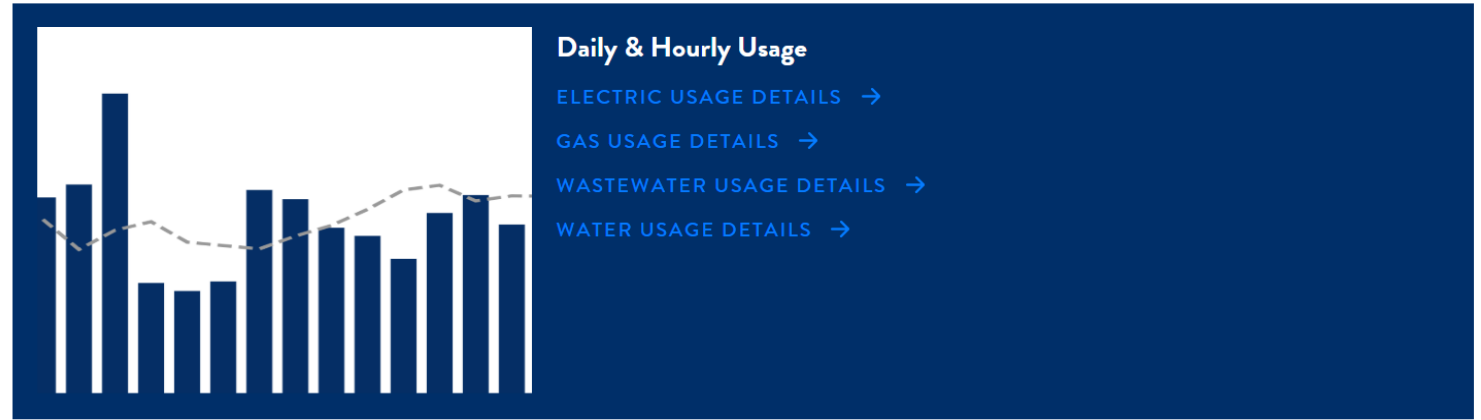 Daily & Hourly Usage
ELECTRIC USAGE DETAILS →
GAS USAGE DETAILS →
WASTEWATER USAGE DETAILS →
WATER USAGE DETAILS →